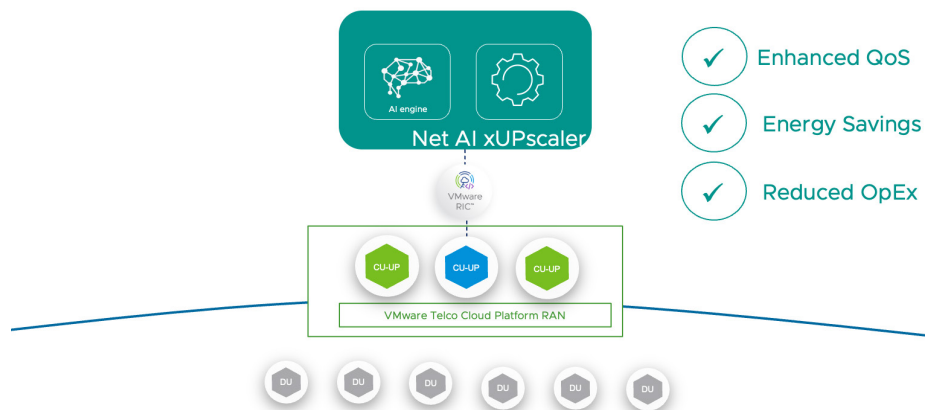 AI engine
Net AI xUPscaler
VMware
RIC™
CU-UP
CU-UP
CU-UP
VMware Telco Cloud Platform RAN
DU
DU
DU
DU
DU
DU
Enhanced QoS
Energy Savings
Reduced OpEx